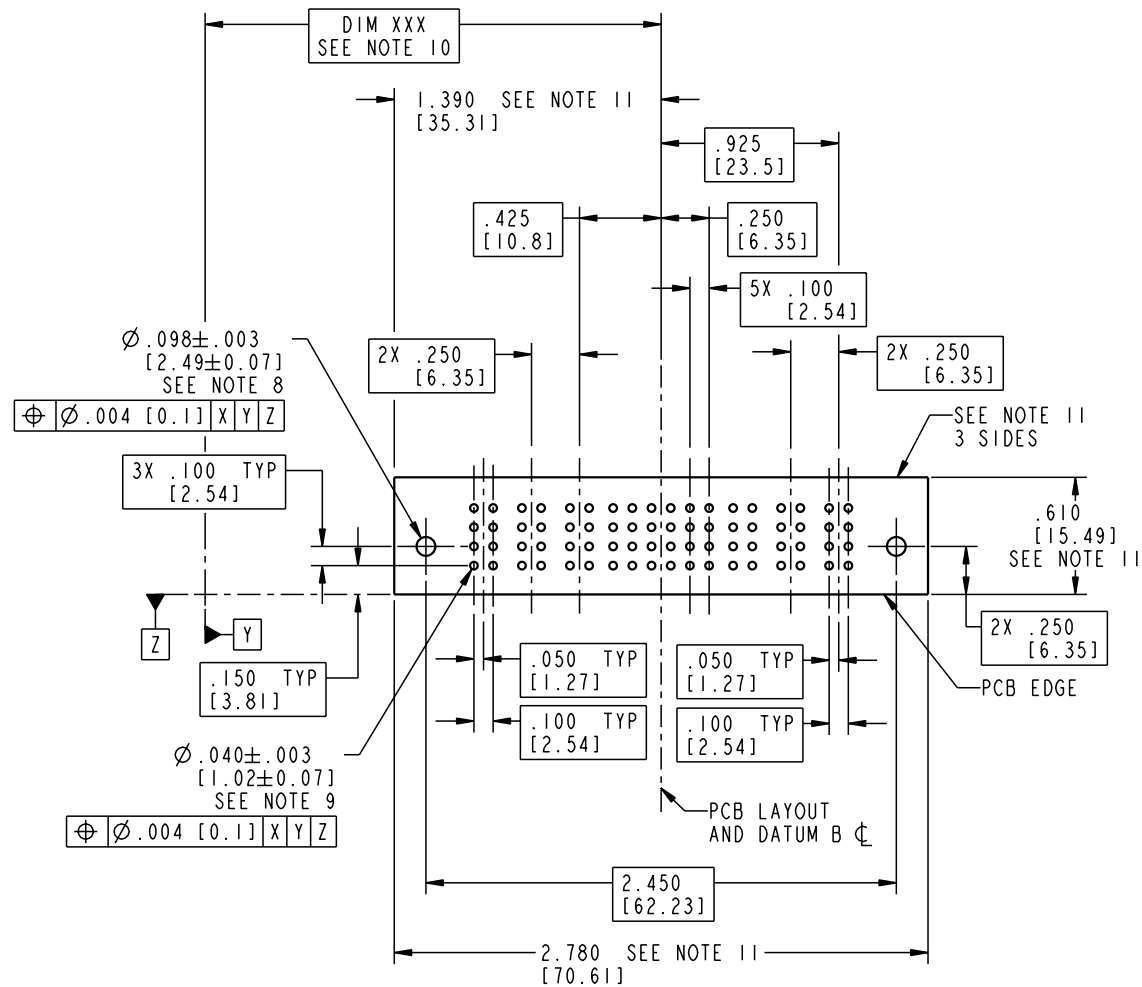 DIM XXX
SEE NOTE 10
1.390 SEE NOTE 11
[35.31]
.925
[23.5]
.425
[10.8]
.250
[6.35]
5X .100
[2.54]
Ø.098±.003
[2.49±0.07]
SEE NOTE 8
⌖ Ø.004 [0.1] X Y Z
2X .250
[6.35]
2X .250
[6.35]
SEE NOTE 11
3 SIDES
3X .100 TYP
[2.54]
.610
[15.49]
SEE NOTE 11
Z
Y
2X .250
[6.35]
.150 TYP
[3.81]
.050 TYP
[1.27]
.050 TYP
[1.27]
PCB EDGE
.100 TYP
[2.54]
.100 TYP
[2.54]
Ø.040±.003
[1.02±0.07]
SEE NOTE 9
⌖ Ø.004 [0.1] X Y Z
PCB LAYOUT
AND DATUM B ℄
2.450
[62.23]
2.780 SEE NOTE 11
[70.61]